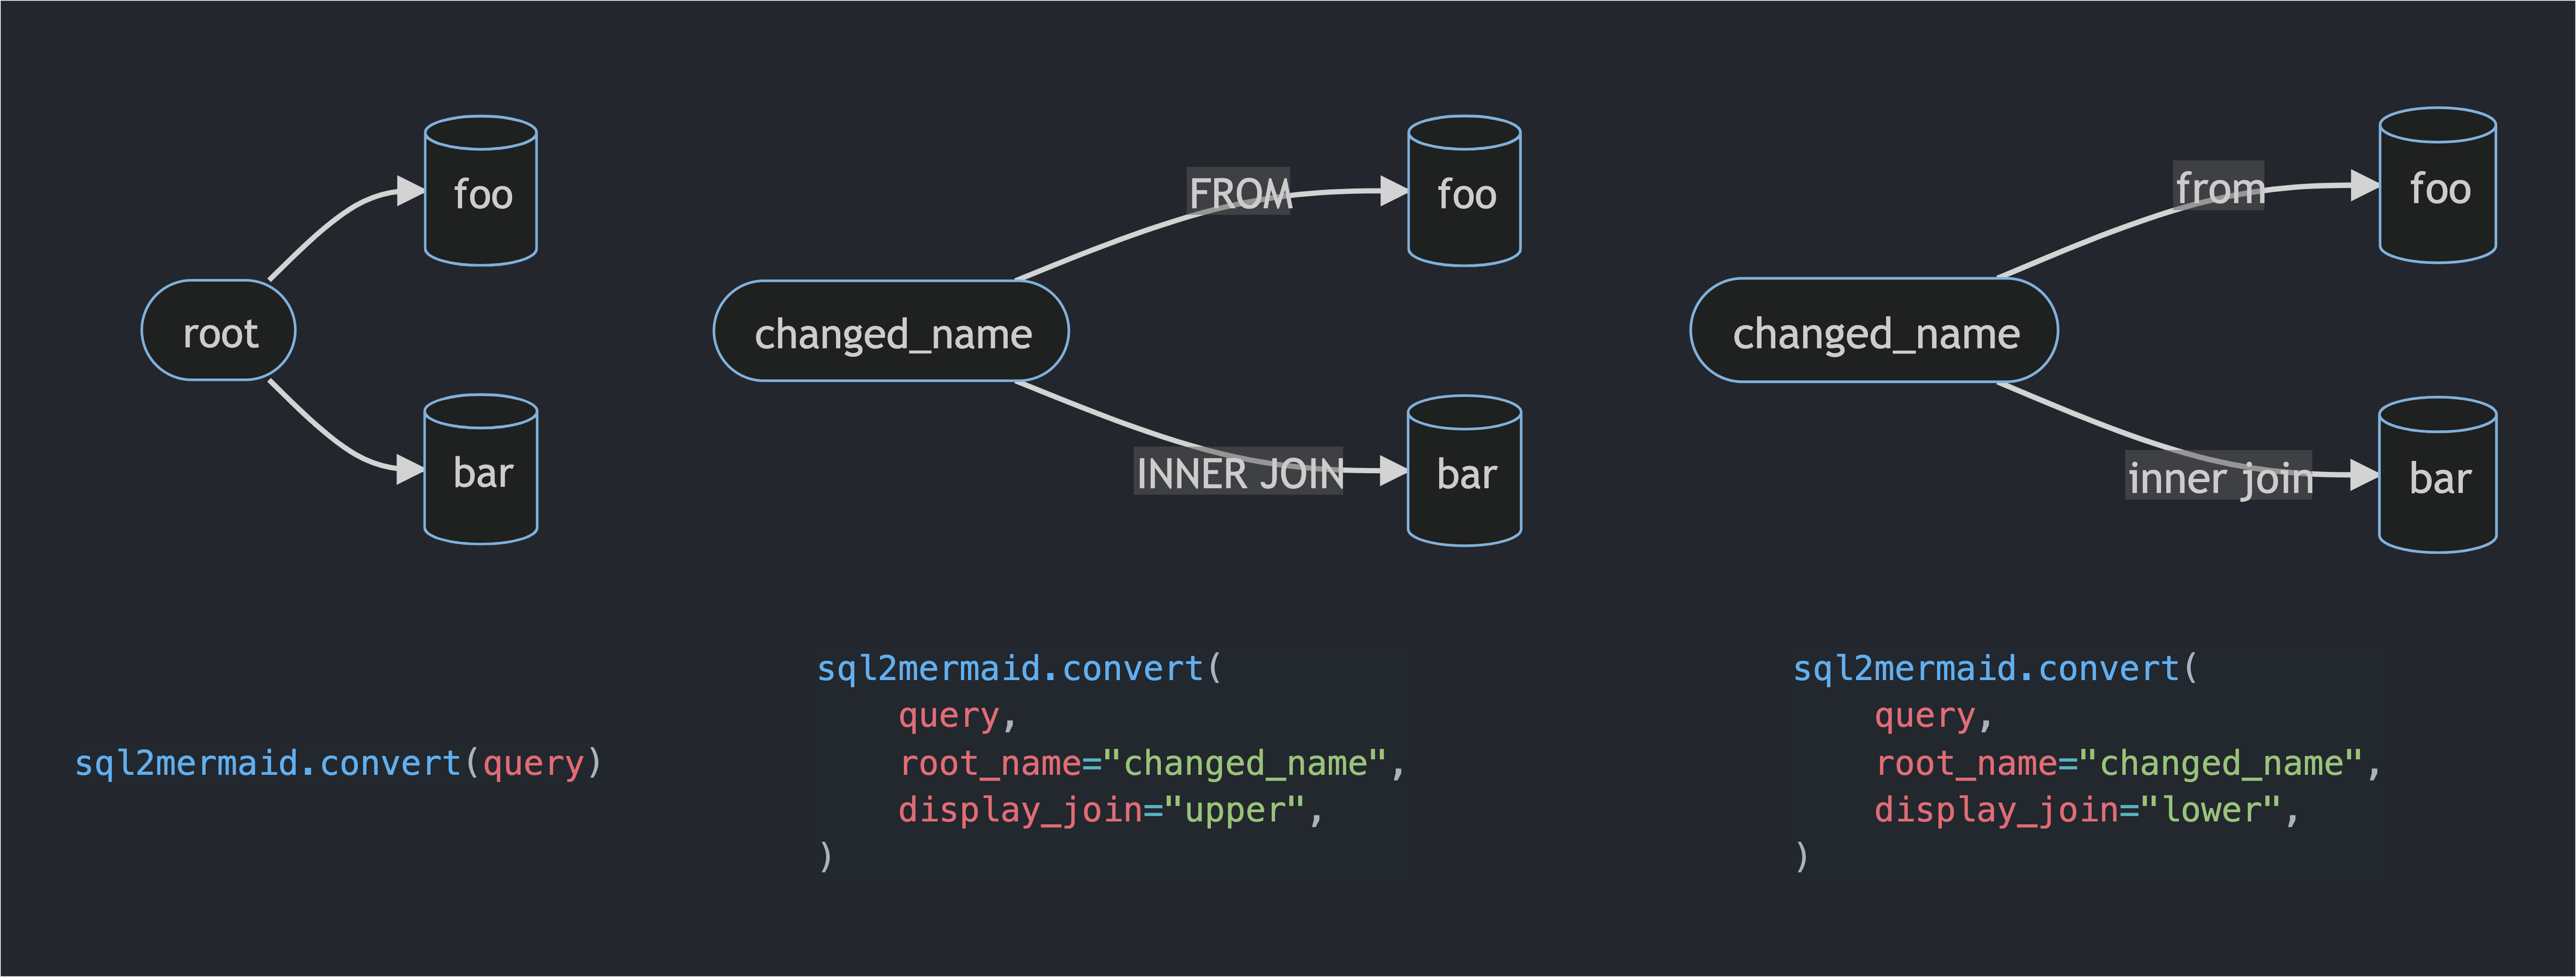 foo
root
bar
sql2mermaid.convert(query)
FROM
foo
changed_name
INNER JOIN
bar
sql2mermaid.convert(
    query,
    root_name="changed_name",
    display_join="upper",
)
from
foo
changed_name
inner join
bar
sql2mermaid.convert(
    query,
    root_name="changed_name",
    display_join="lower",
)